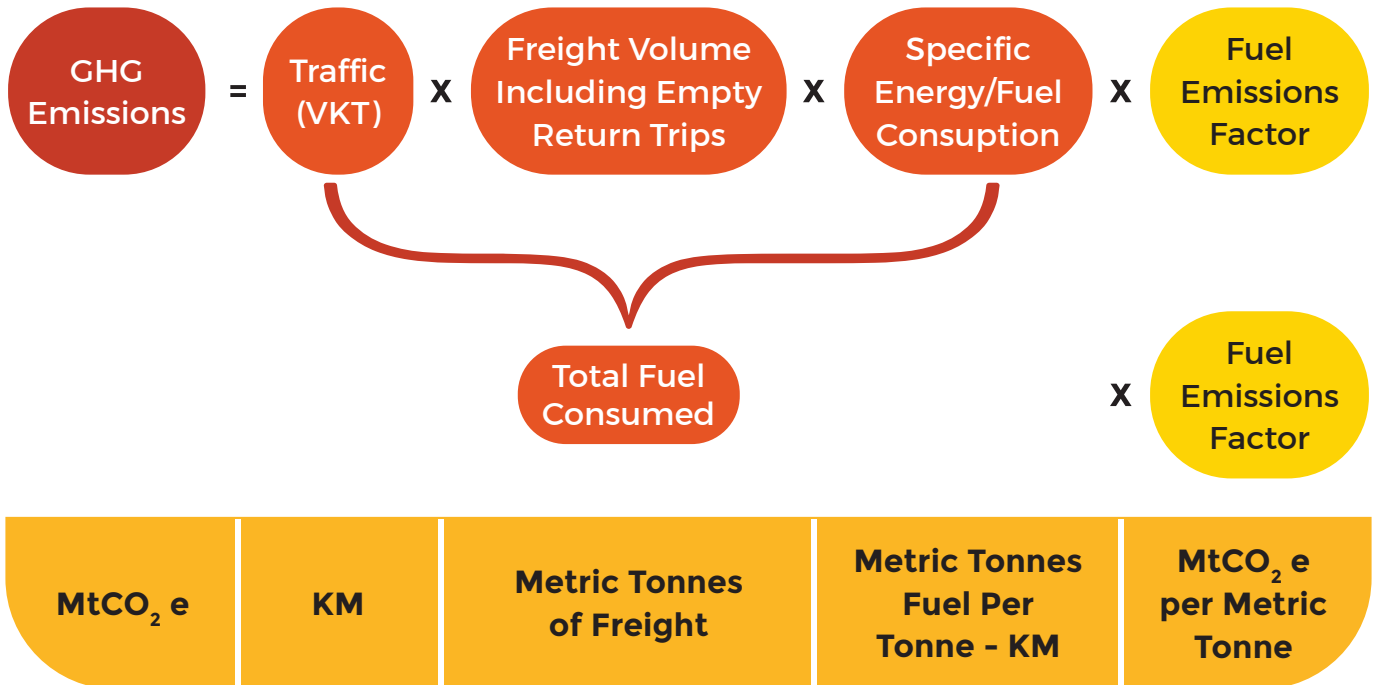 GHG
Emissions
=
Traffic
(VKT)
X
Freight Volume
Including Empty
Return Trips
X
Specific
Energy/Fuel
Consuption
X
Fuel
Emissions
Factor
Total Fuel
Consumed
X
Fuel
Emissions
Factor
MtCO₂ e
KM
Metric Tonnes
of Freight
Metric Tonnes
Fuel Per
Tonne - KM
MtCO₂ e
per Metric
Tonne